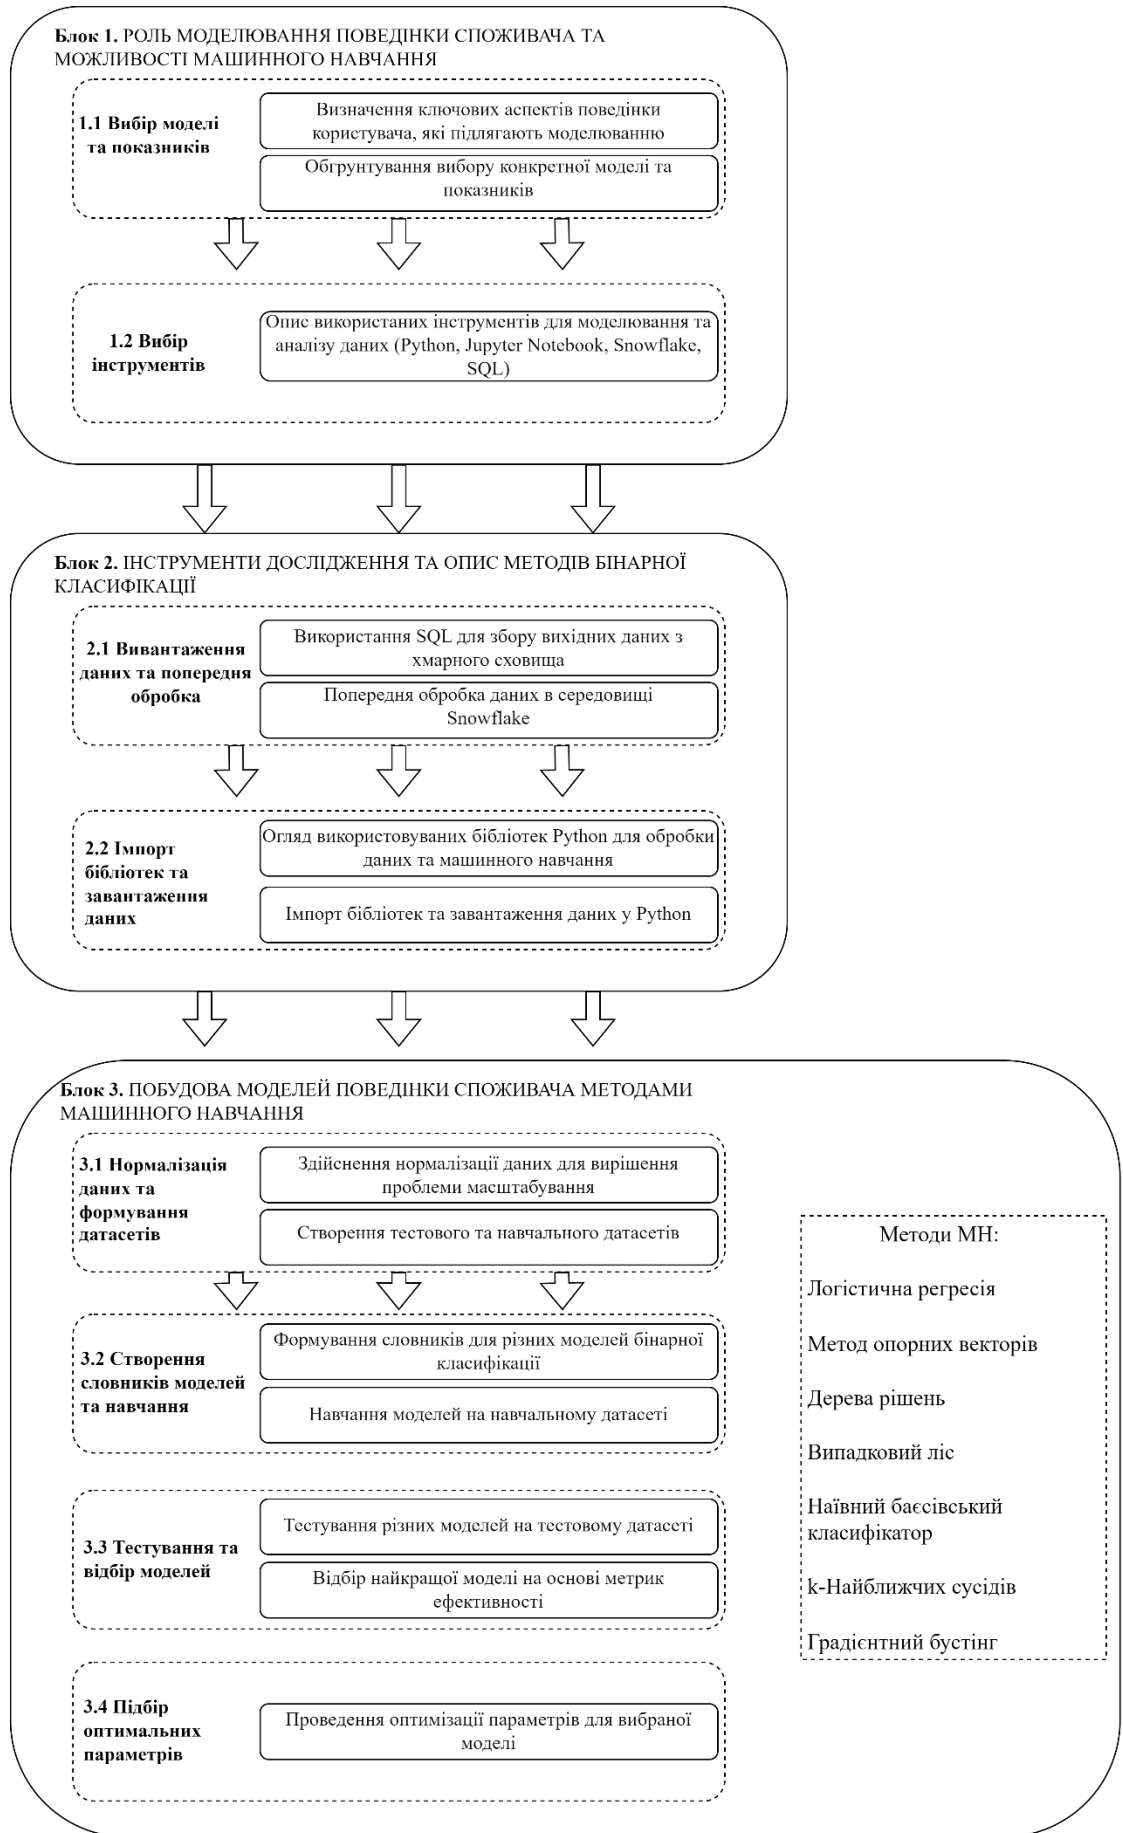 Блок 1. РОЛЬ МОДЕЛЮВАННЯ ПОВЕДІНКИ СПОЖИВАЧА ТА
МОЖЛИВОСТІ МАШИННОГО НАВЧАННЯ
1.1 Вибір моделі
та показників
Визначення ключових аспектів поведінки
користувача, які підлягають моделюванню
Обгрунтування вибору конкретної моделі та
показників
1.2 Вибір
інструментів
Опис використаних інструментів для моделювання та
аналізу даних (Python, Jupyter Notebook, Snowflake,
SQL)
Блок 2. ІНСТРУМЕНТИ ДОСЛІДЖЕННЯ ТА ОПИС МЕТОДІВ БІНАРНОЇ
КЛАСИФІКАЦІЇ
2.1 Вивантаження
даних та попередня
обробка
Використання SQL для збору вихідних даних з
хмарного сховища
Попередня обробка даних в середовищі
Snowflake
2.2 Імпорт
бібліотек та
завантаження
даних
Огляд використовуваних бібліотек Python для обробки
даних та машинного навчання
Імпорт бібліотек та завантаження даних у Python
Блок 3. ПОБУДОВА МОДЕЛЕЙ ПОВЕДІНКИ СПОЖИВАЧА МЕТОДАМИ
МАШИННОГО НАВЧАННЯ
3.1 Нормалізація
даних та
формування
датасетів
Здійснення нормалізації даних для вирішення
проблеми масштабування
Створення тестового та навчального датасетів
3.2 Створення
словників моделей
та навчання
Формування словників для різних моделей бінарної
класифікації
Навчання моделей на навчальному датасеті
3.3 Тестування та
відбір моделей
Тестування різних моделей на тестовому датасеті
Відбір найкращої моделі на основі метрик
ефективності
3.4 Підбір
оптимальних
параметрів
Проведення оптимізації параметрів для вибраної
моделі
Методи МН:
Логістична регресія
Метод опорних векторів
Дерева рішень
Випадковий ліс
Наївний баєсівський
класифікатор
k-Найближчих сусідів
Градієнтний бустінг